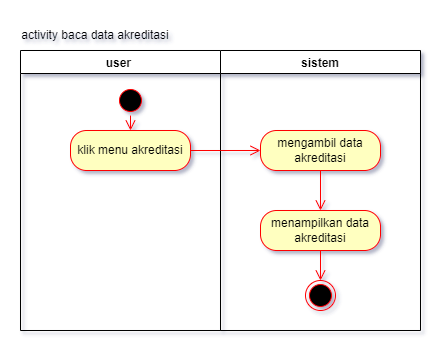 activity baca data akreditasi
user
sistem
klik menu akreditasi
mengambil data
akreditasi
menampilkan data
akreditasi